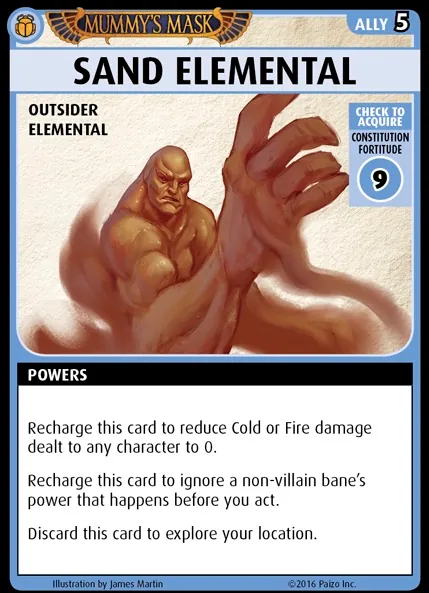 MUMMY'S MASK
ALLY 5
SAND ELEMENTAL
OUTSIDER
ELEMENTAL
CHECK TO
ACQUIRE
CONSTITUTION
FORTITUDE
9
POWERS
Recharge this card to reduce Cold or Fire damage
dealt to any character to 0.
Recharge this card to ignore a non-villain bane's
power that happens before you act.
Discard this card to explore your location.
Illustration by James Martin
©2016 Paizo Inc.